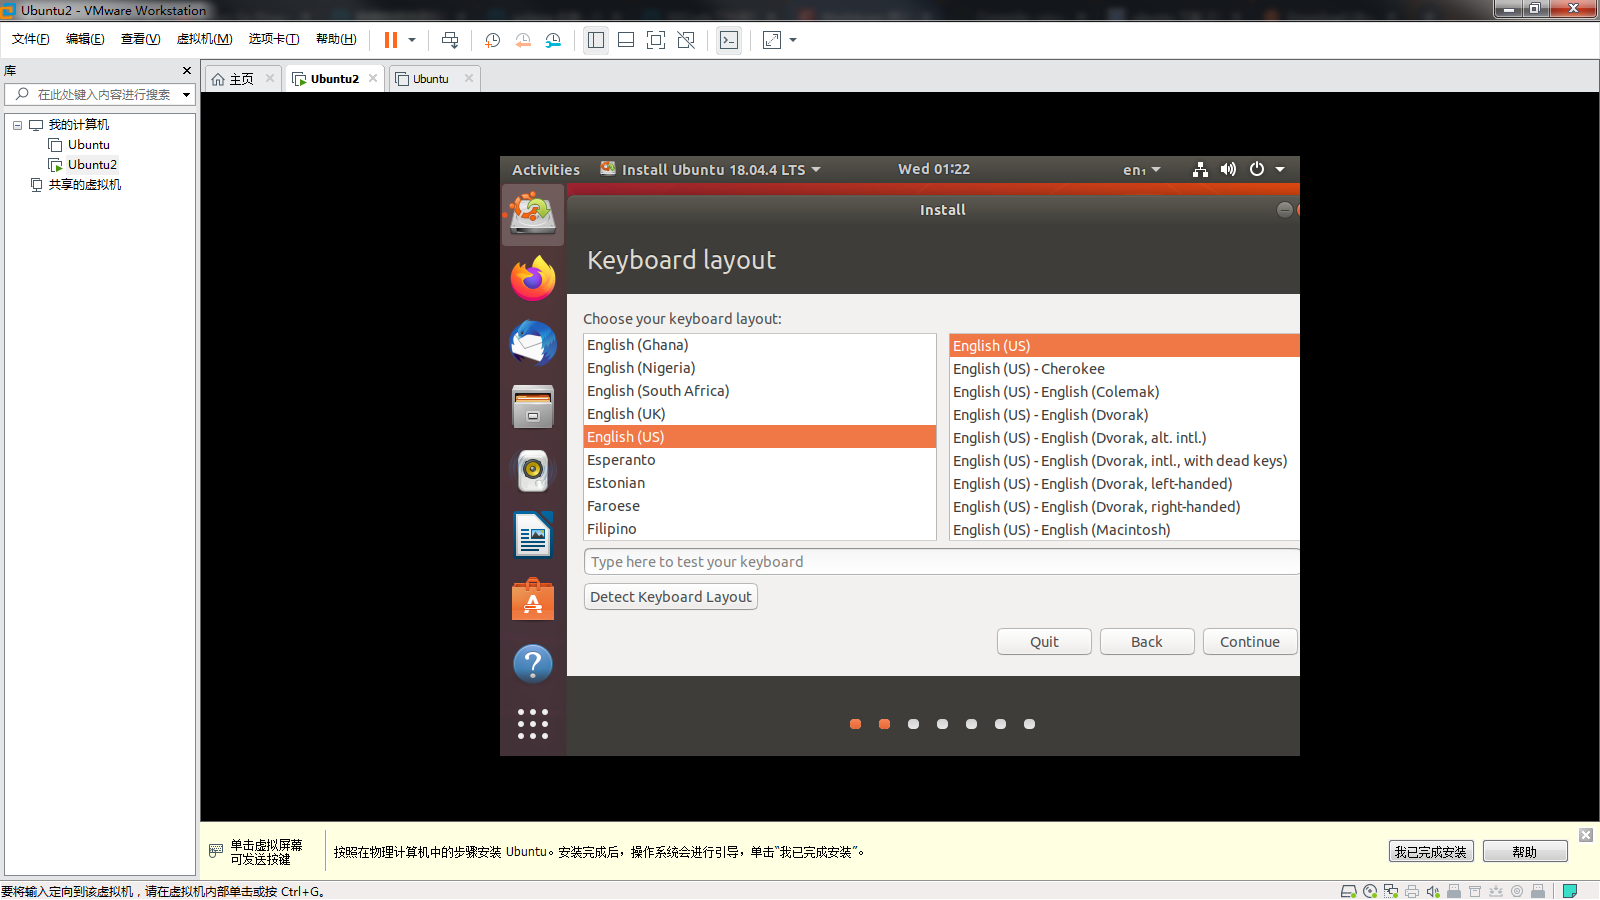 Ubuntu2 - VMware Workstation
文件(F) 编辑(E) 查看(V) 虚拟机(M) 选项卡(T) 帮助(H)
库
在此处键入内容进行搜索
我的计算机
Ubuntu
Ubuntu2
共享的虚拟机
主页 Ubuntu2 Ubuntu
Activities Install Ubuntu 18.04.4 LTS Wed 01:22 en₁
Install
Keyboard layout
Choose your keyboard layout:
English (Ghana)
English (Nigeria)
English (South Africa)
English (UK)
English (US)
Esperanto
Estonian
Faroese
Filipino
English (US)
English (US) - Cherokee
English (US) - English (Colemak)
English (US) - English (Dvorak)
English (US) - English (Dvorak, alt. intl.)
English (US) - English (Dvorak, intl., with dead keys)
English (US) - English (Dvorak, left-handed)
English (US) - English (Dvorak, right-handed)
English (US) - English (Macintosh)
Type here to test your keyboard
Detect Keyboard Layout
Quit Back Continue
单击虚拟屏幕
可发送按键
按照在物理计算机中的步骤安装 Ubuntu。安装完成后，操作系统会进行引导，单击“我已完成安装”。
我已完成安装 帮助
要将输入定向到该虚拟机，请在虚拟机内部单击或按 Ctrl+G。